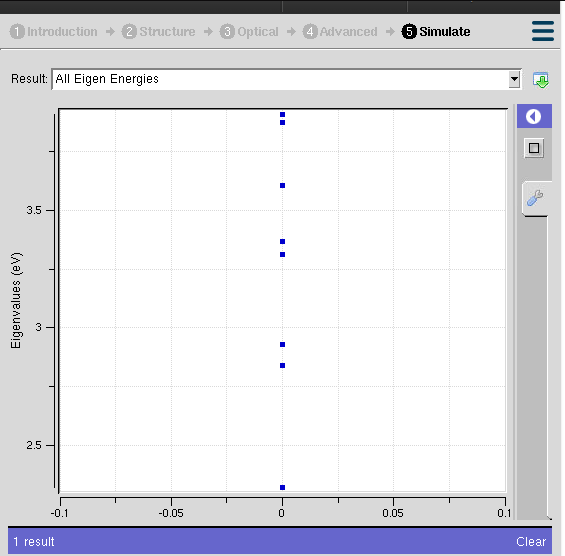 1 Introduction → 2 Structure → 3 Optical → 4 Advanced → 5 Simulate
Result: All Eigen Energies
Eigenvalues (eV)
3.5
3
2.5
-0.1 -0.05 0 0.05 0.1
1 result Clear